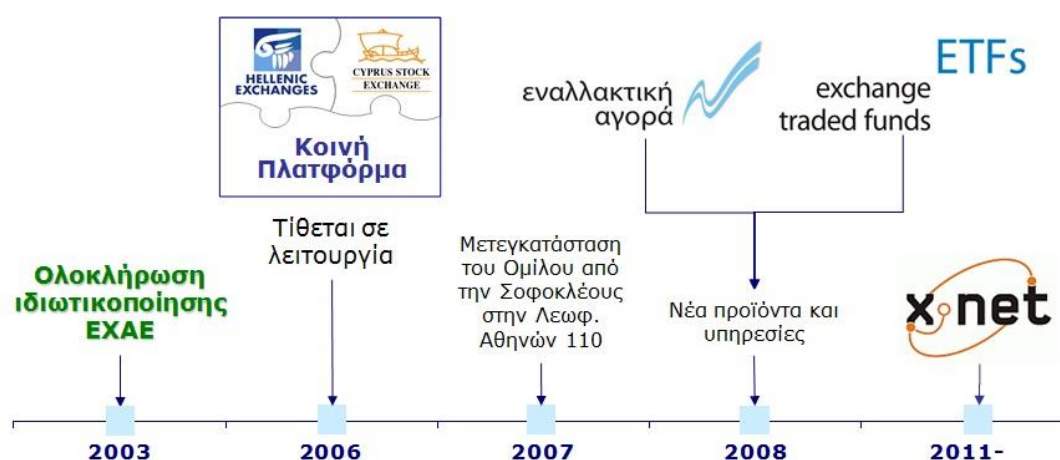 HELLENIC
EXCHANGES
CYPRUS STOCK
EXCHANGE
Κοινή
Πλατφόρμα
εναλλακτική
αγορά
ETFs
exchange
traded funds
Τίθεται σε
λειτουργία
Ολοκλήρωση
ιδιωτικοποίησης
ΕΧΑΕ
Μετεγκατάσταση
του Ομίλου από
την Σοφοκλέους
στην Λεωφ.
Αθηνών 110
Νέα προϊόντα και
υπηρεσίες
x.net
2003
2006
2007
2008
2011-